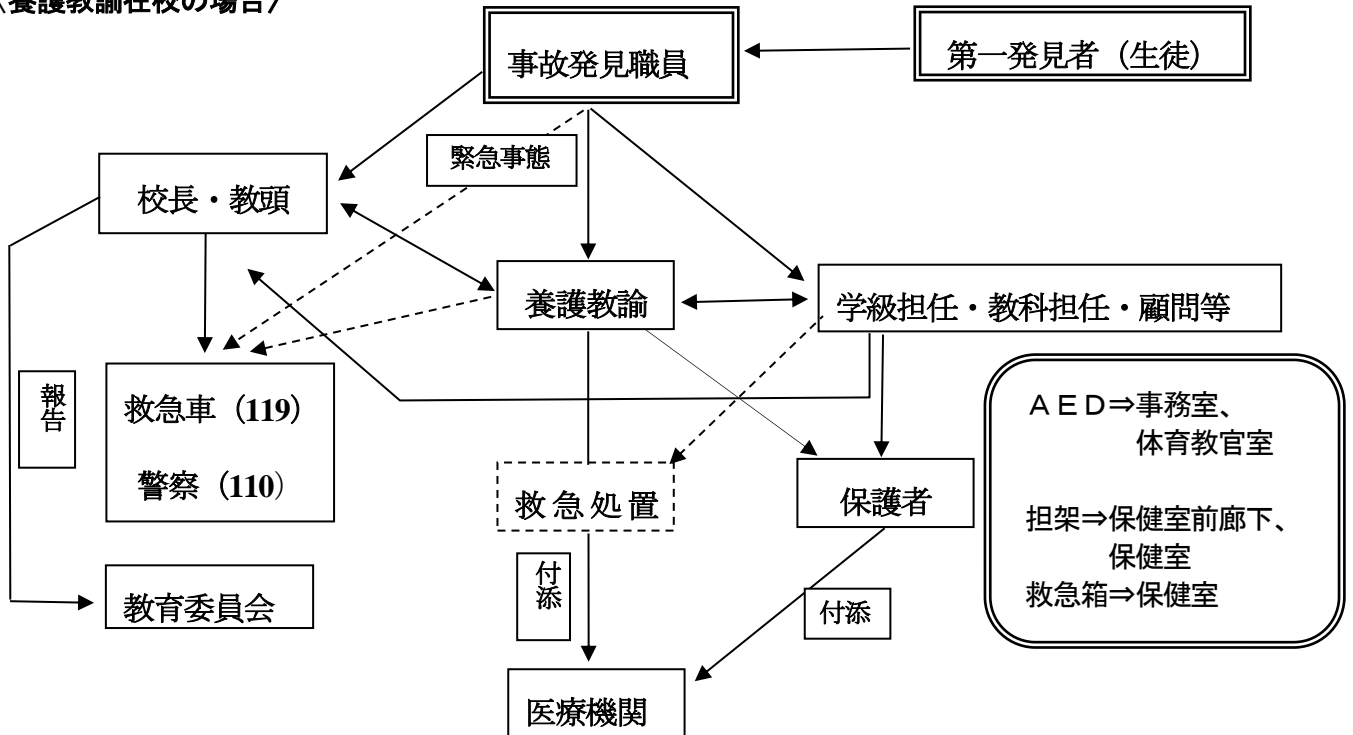 〈養護教諭在校の場合〉
事故発見職員
第一発見者（生徒）
緊急事態
校長・教頭
養護教諭
学級担任・教科担任・顧問等
報告
救急車（119）
警察（110）
ＡＥＤ⇒事務室、
体育教官室
担架⇒保健室前廊下、
保健室
救急箱⇒保健室
救急処置
保護者
付添
付添
教育委員会
医療機関